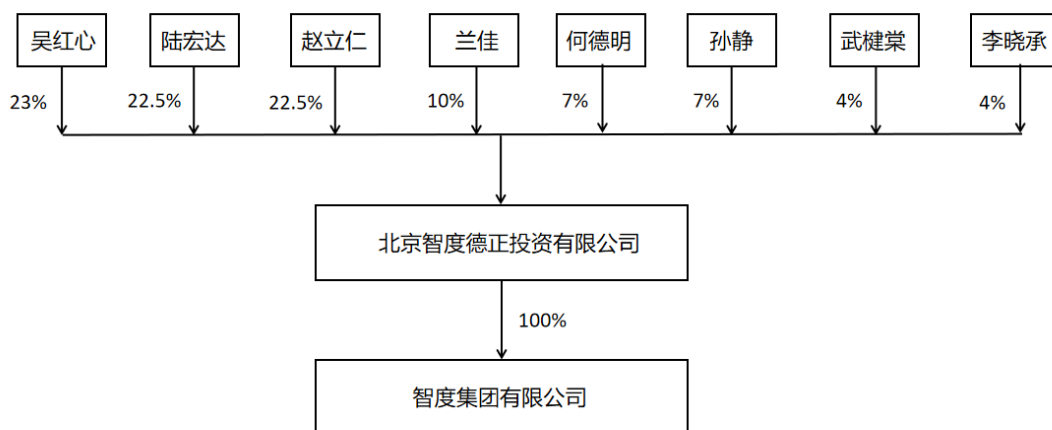 吴红心 陆宏达 赵立仁 兰佳 何德明 孙静 武楗棠 李晓承
23% 22.5% 22.5% 10% 7% 7% 4% 4%
北京智度德正投资有限公司
100%
智度集团有限公司